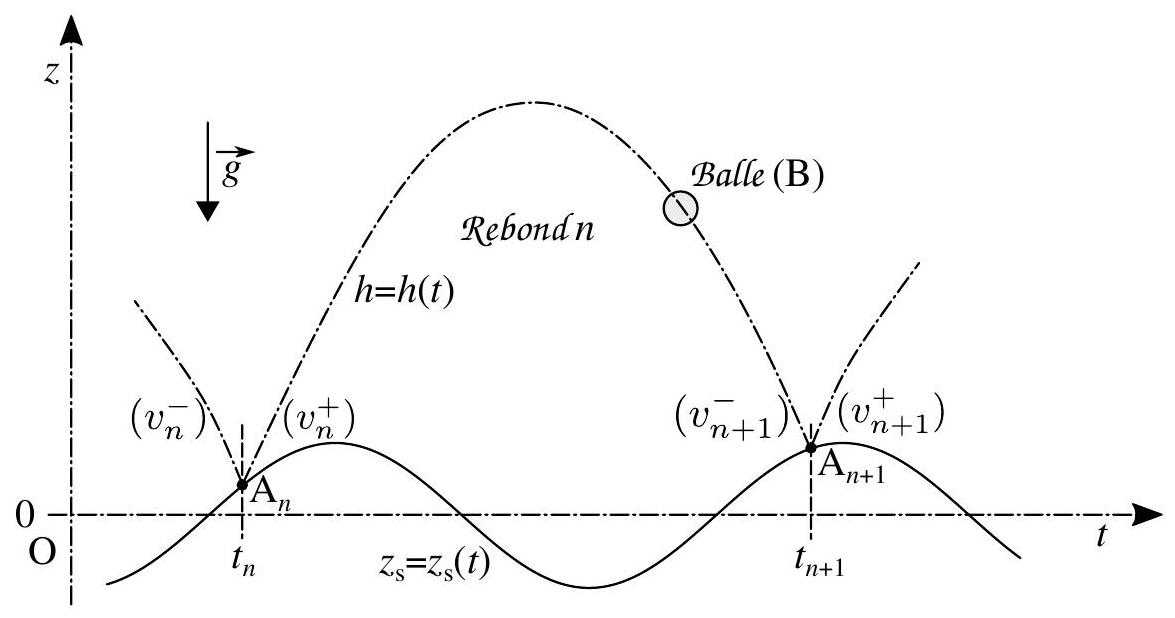 z
g
Balle (B)
Rebond n
h=h(t)
(v_n^-) (v_n^+) (v_{n+1}^-) (v_{n+1}^+)
A_n A_{n+1}
0
O t_n z_s=z_s(t) t_{n+1} t